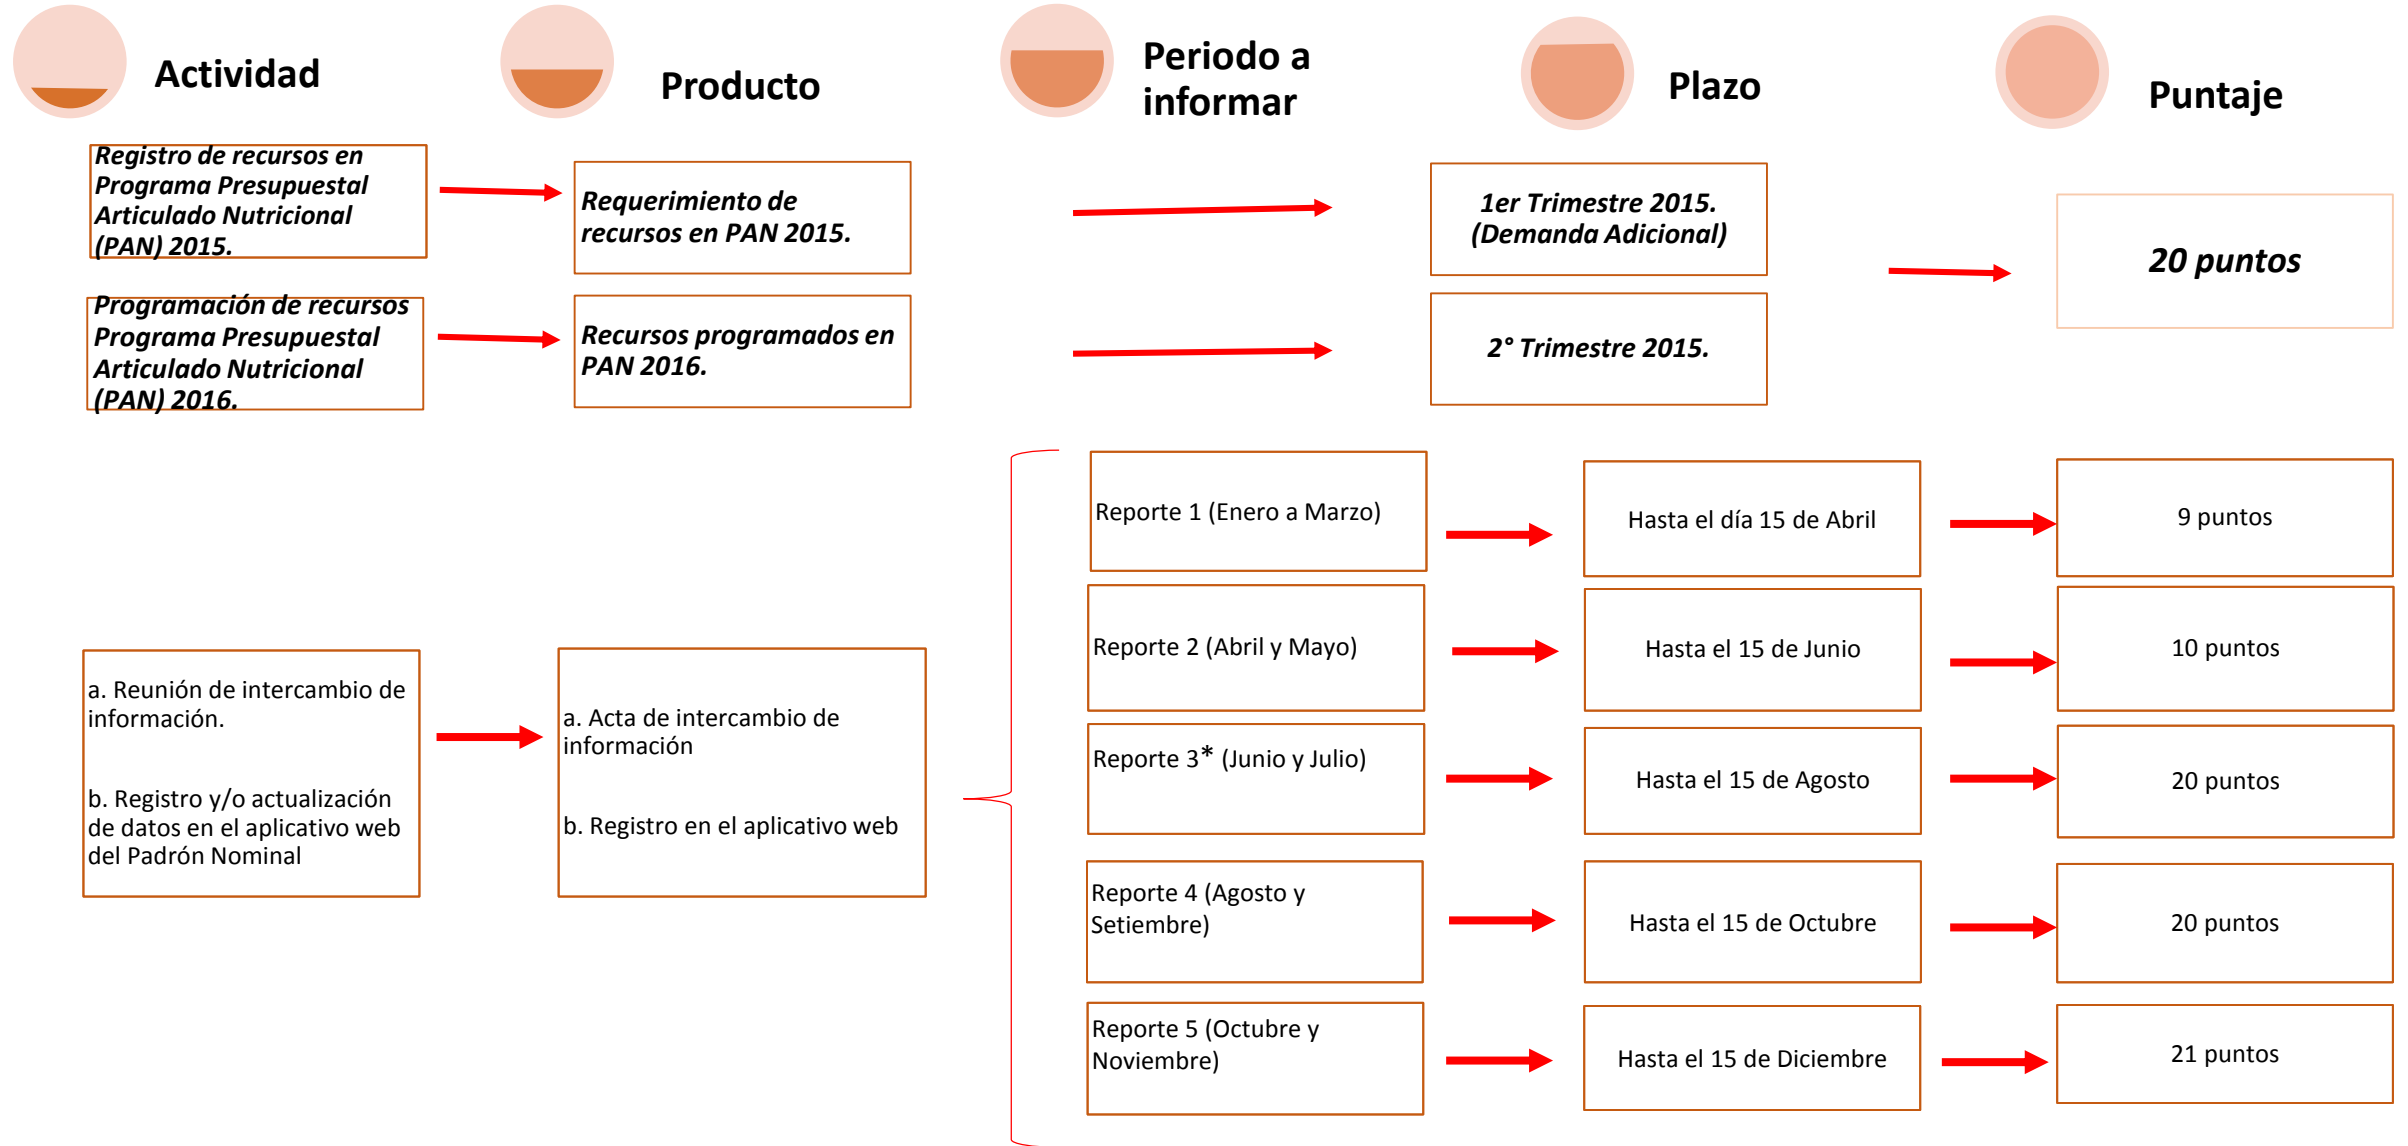 Actividad
Producto
Periodo a
informar
Plazo
Puntaje
Registro de recursos en
Programa Presupuestal
Articulado Nutricional
(PAN) 2015.
Requerimiento de
recursos en PAN 2015.
1er Trimestre 2015.
(Demanda Adicional)
20 puntos
Programación de recursos
Programa Presupuestal
Articulado Nutricional
(PAN) 2016.
Recursos programados en
PAN 2016.
2° Trimestre 2015.
a. Reunión de intercambio de
información.
b. Registro y/o actualización
de datos en el aplicativo web
del Padrón Nominal
a. Acta de intercambio de
información
b. Registro en el aplicativo web
Reporte 1 (Enero a Marzo)
Hasta el día 15 de Abril
9 puntos
Reporte 2 (Abril y Mayo)
Hasta el 15 de Junio
10 puntos
Reporte 3* (Junio y Julio)
Hasta el 15 de Agosto
20 puntos
Reporte 4 (Agosto y
Setiembre)
Hasta el 15 de Octubre
20 puntos
Reporte 5 (Octubre y
Noviembre)
Hasta el 15 de Diciembre
21 puntos